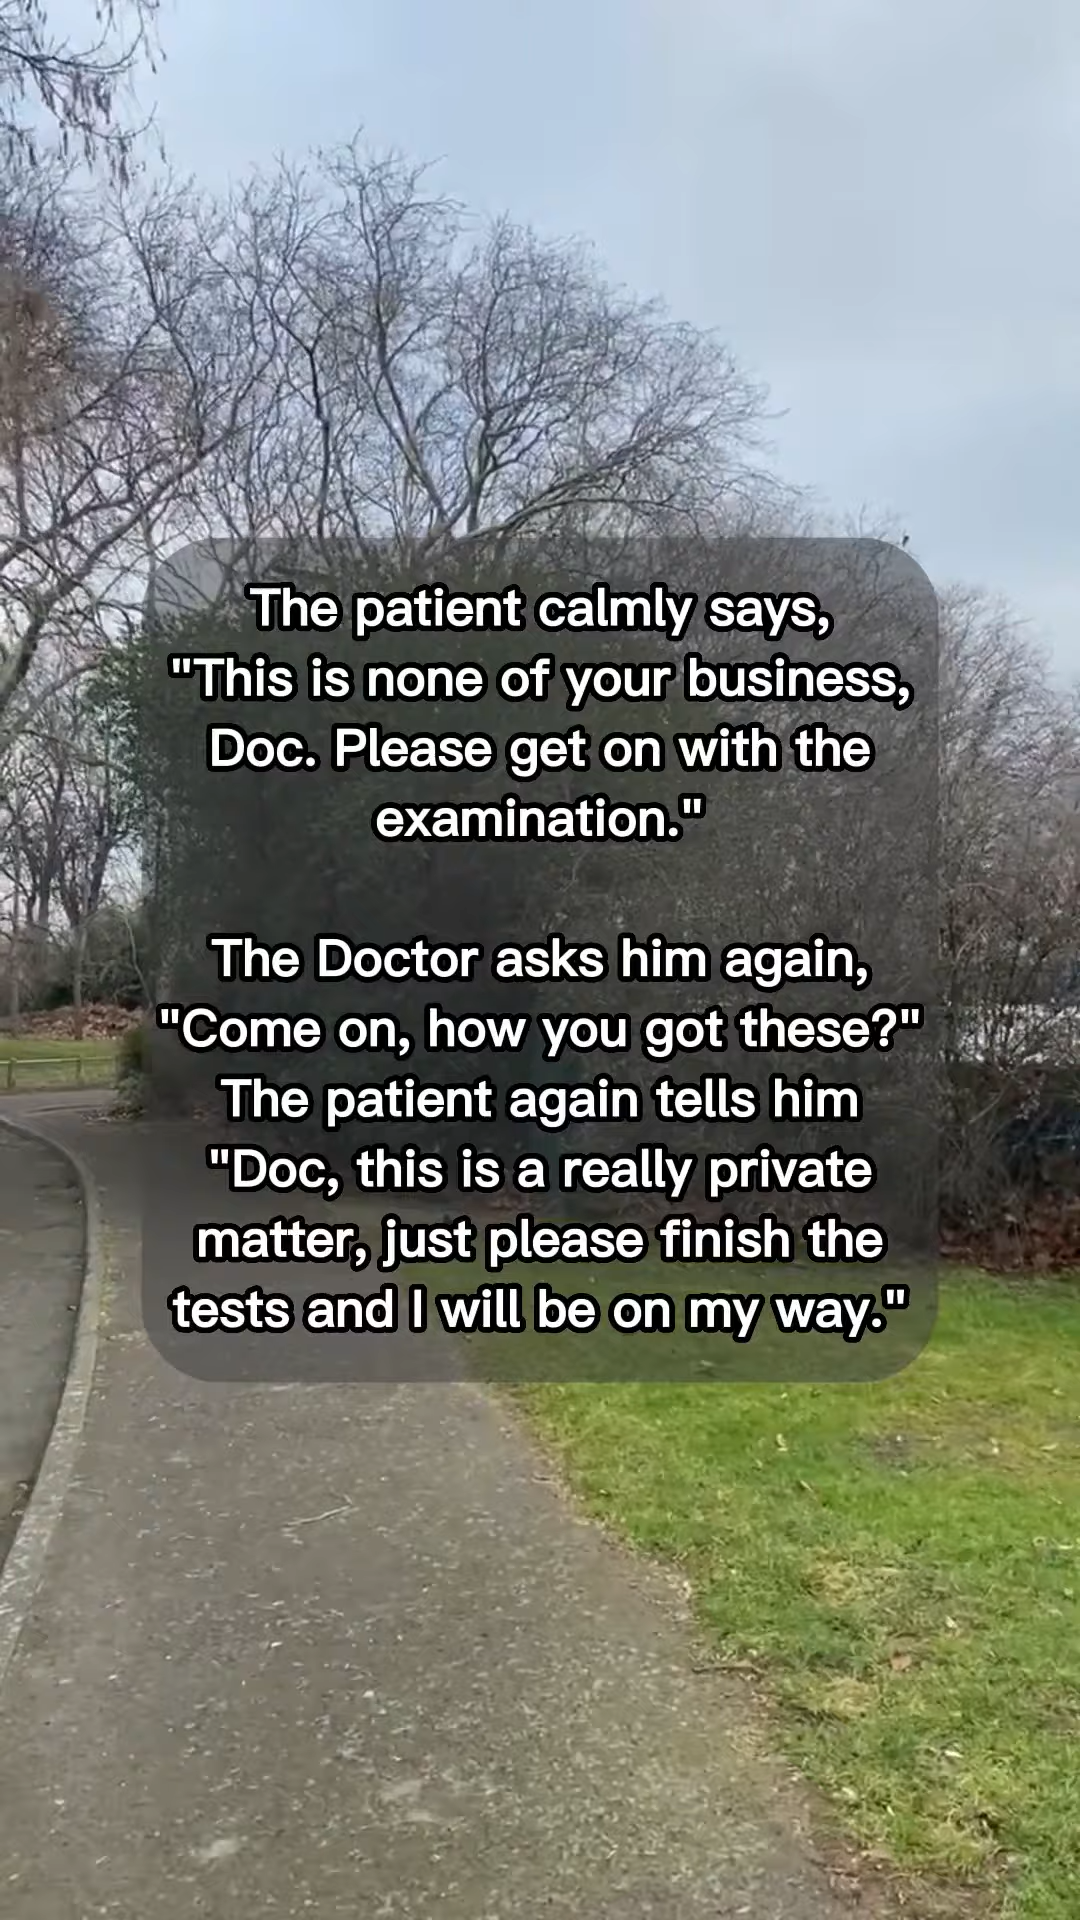 The patient calmly says,
"This is none of your business,
Doc. Please get on with the
examination."
The Doctor asks him again,
"Come on, how you got these?"
The patient again tells him
"Doc, this is a really private
matter, just please finish the
tests and I will be on my way."